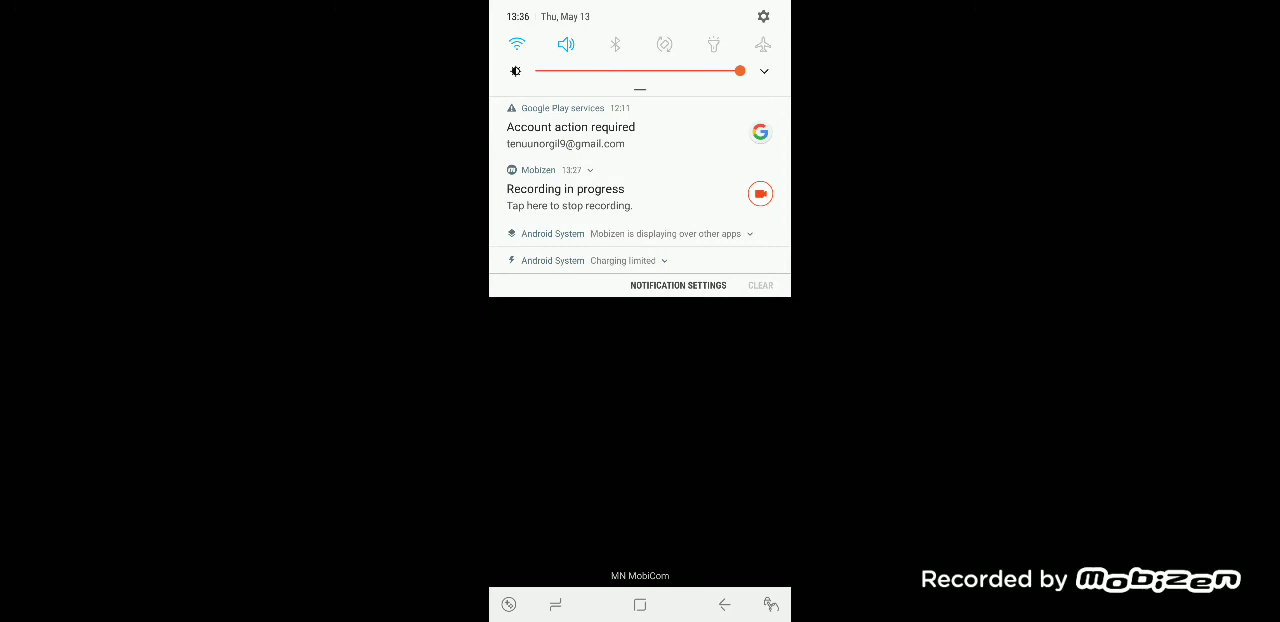 13:36 Thu, May 13
Google Play services 12:11
Account action required
tenuunorgil9@gmail.com
Mobizen 13:27
Recording in progress
Tap here to stop recording.
Android System Mobizen is displaying over other apps
Android System Charging limited
NOTIFICATION SETTINGS CLEAR
MN MobiCom
Recorded by mobizen